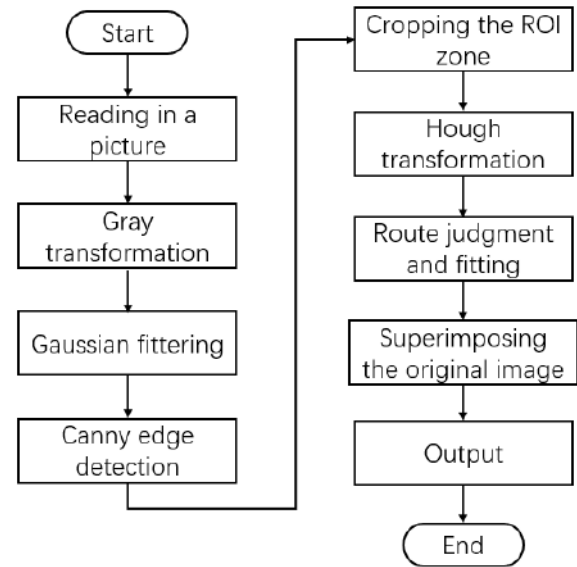 Start
Reading in a
picture
Gray
transformation
Gaussian fittering
Canny edge
detection
Cropping the ROI
zone
Hough
transformation
Route judgment
and fitting
Superimposing
the original image
Output
End